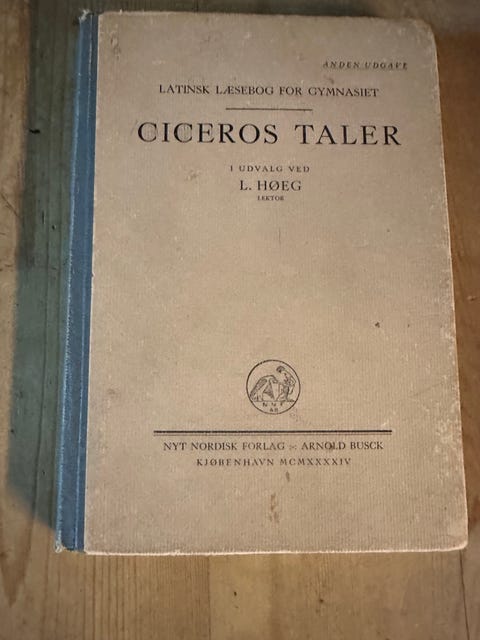 ANDEN UDGAVE
LATINSK LÆSEBOG FOR GYMNASIET
CICEROS TALER
I UDVALG VED
L. HØEG
LEKTOR
N N F
AB
NYT NORDISK FORLAG :- ARNOLD BUSCK
KJØBENHAVN MCMXXXXIV